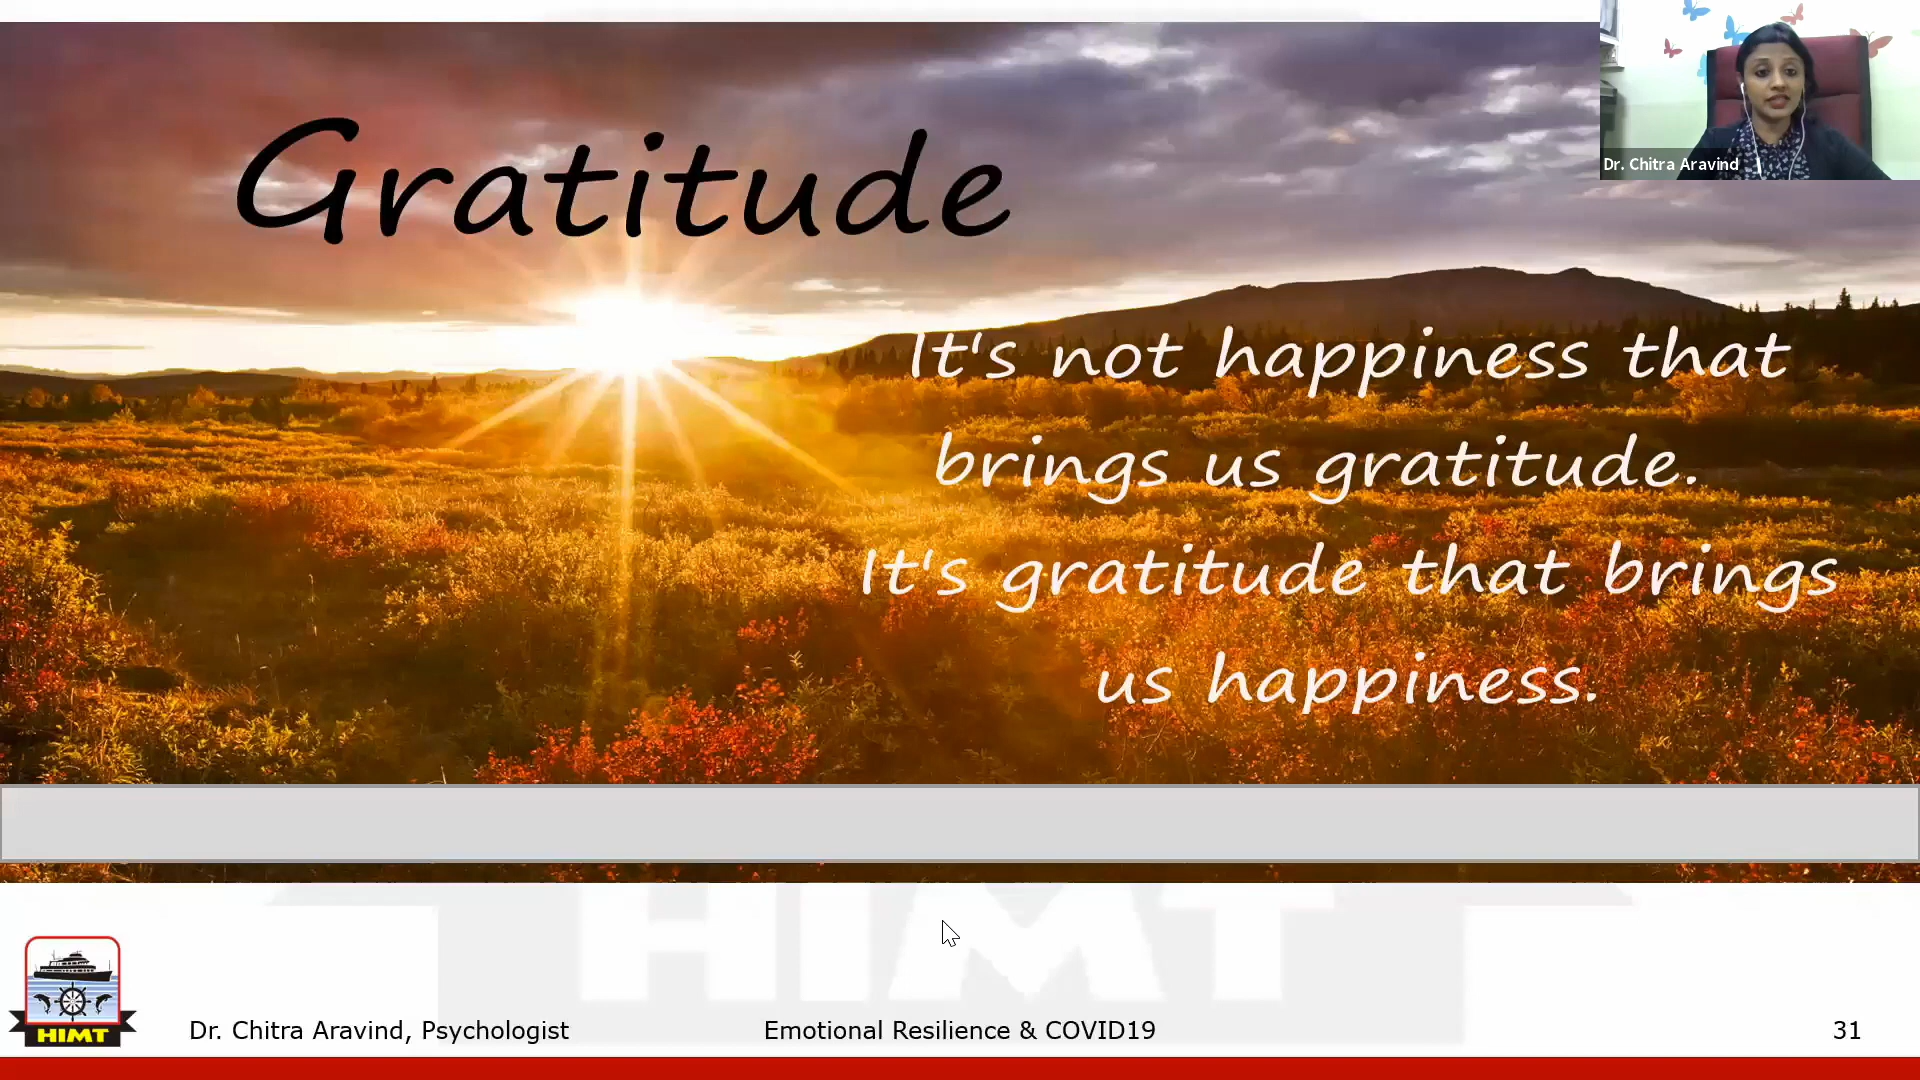 Gratitude
Dr. Chitra Aravind
It's not happiness that
brings us gratitude.
It's gratitude that brings
us happiness.
HIMT
HIMT
Dr. Chitra Aravind, Psychologist
Emotional Resilience & COVID19
31